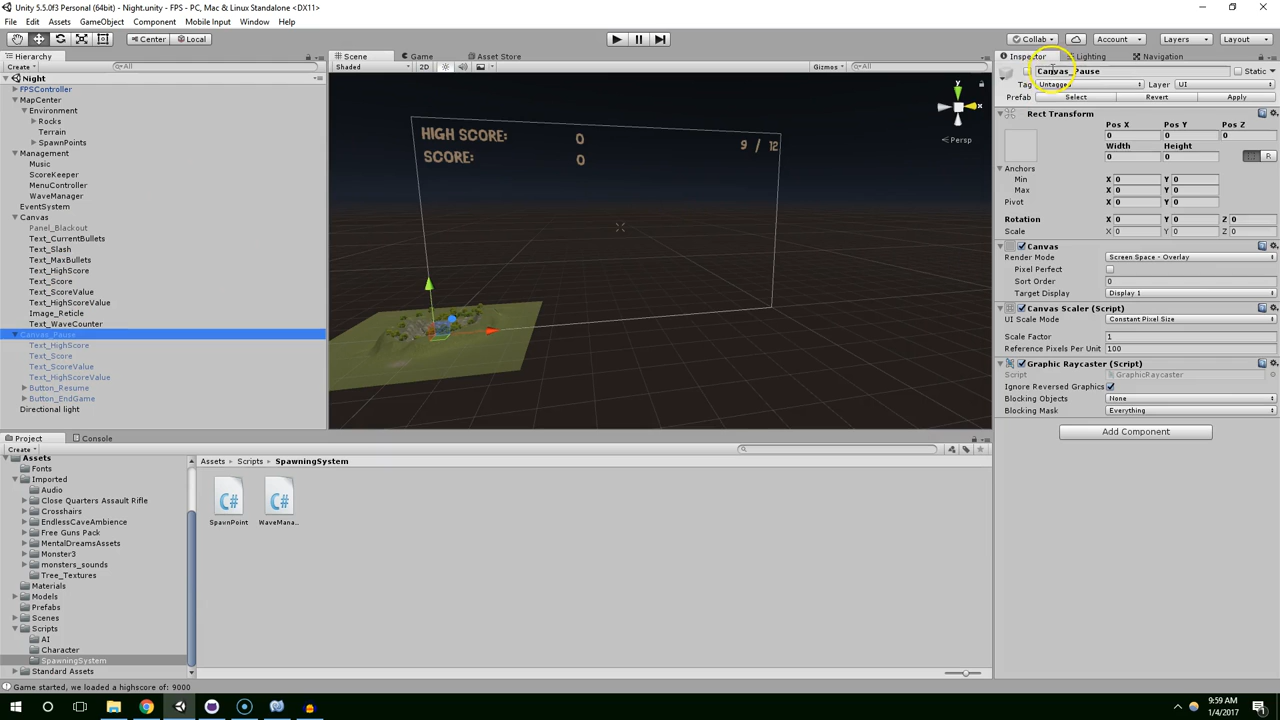 Unity 5.5.0f3 Personal (64bit) - Night.unity - FPS - PC, Mac & Linux Standalone <DX11>
File Edit Assets GameObject Component Mobile Input Window Help
Center Local Collab Account Layers Layout
Hierarchy
Create All
Night
FPSController
MapCenter
Environment
Rocks
Terrain
SpawnPoints
Management
Music
ScoreKeeper
MenuController
WaveManager
EventSystem
Canvas
Panel_Blackout
Text_CurrentBullets
Text_Slash
Text_MaxBullets
Text_HighScore
Text_Score
Text_ScoreValue
Text_HighScoreValue
Image_Reticle
Text_WaveCounter
Canvas_Pause
Text_HighScore
Text_Score
Text_ScoreValue
Text_HighScoreValue
Button_Resume
Button_EndGame
Directional light
Scene Game Asset Store
Shaded 2D Gizmos All
HIGH SCORE: 0 9 / 12
SCORE: 0
y
x
Persp
Inspector Lighting Navigation
Canvas_Pause Static
Tag Untagged Layer UI
Prefab Select Revert Apply
Rect Transform
Pos X Pos Y Pos Z
0 0 0
Width Height
0 0
R
Anchors
Min X 0 Y 0
Max X 0 Y 0
Pivot X 0 Y 0
Rotation X 0 Y 0 Z 0
Scale X 0 Y 0 Z 0
Canvas
Render Mode Screen Space - Overlay
Pixel Perfect
Sort Order 0
Target Display Display 1
Canvas Scaler (Script)
UI Scale Mode Constant Pixel Size
Scale Factor 1
Reference Pixels Per Unit 100
Graphic Raycaster (Script)
Script GraphicRaycaster
Ignore Reversed Graphics
Blocking Objects None
Blocking Mask Everything
Add Component
Project Console
Create
Assets
Fonts
Imported
Audio
Close Quarters Assault Rifle
Crosshairs
EndlessCaveAmbience
Free Guns Pack
MentalDreamsAssets
Monster3
monsters_sounds
Tree_Textures
Materials
Models
Prefabs
Scenes
Scripts
AI
Character
SpawningSystem
Standard Assets
Assets Scripts SpawningSystem
C# C#
SpawnPoint WaveMana...
Game started, we loaded a highscore of: 9000
9:59 AM
1/4/2017